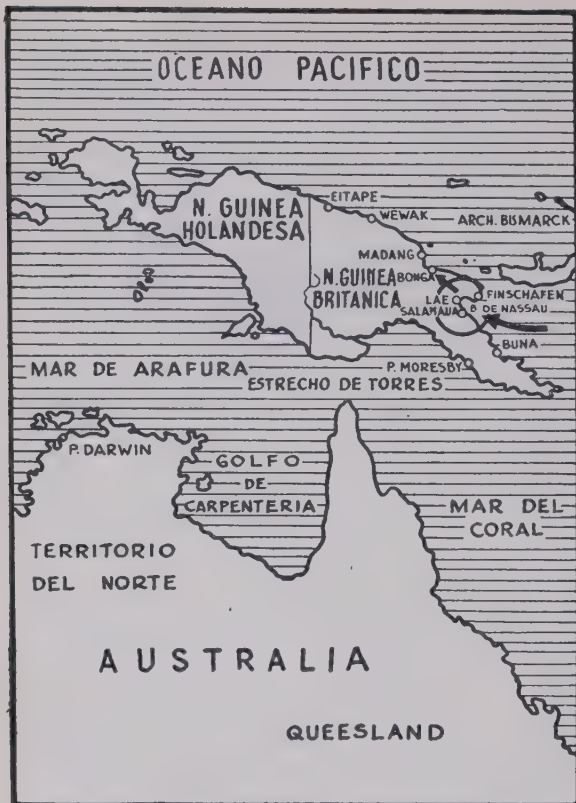 OCEANO PACIFICO
EITAPE
WEWAK
ARCH. BISMARCK
N. GUINEA
HOLANDESA
MADANG
N. GUINEA
BRITANICA
BONGA
LAE
FINSCHAFEN
SALAMAUA
B. DE NASSAU
BUNA
P. MORESBY
MAR DE ARAFURA
ESTRECHO DE TORRES
P. DARWIN
GOLFO
DE
CARPENTERIA
MAR DEL
CORAL
TERRITORIO
DEL NORTE
AUSTRALIA
QUEESLAND